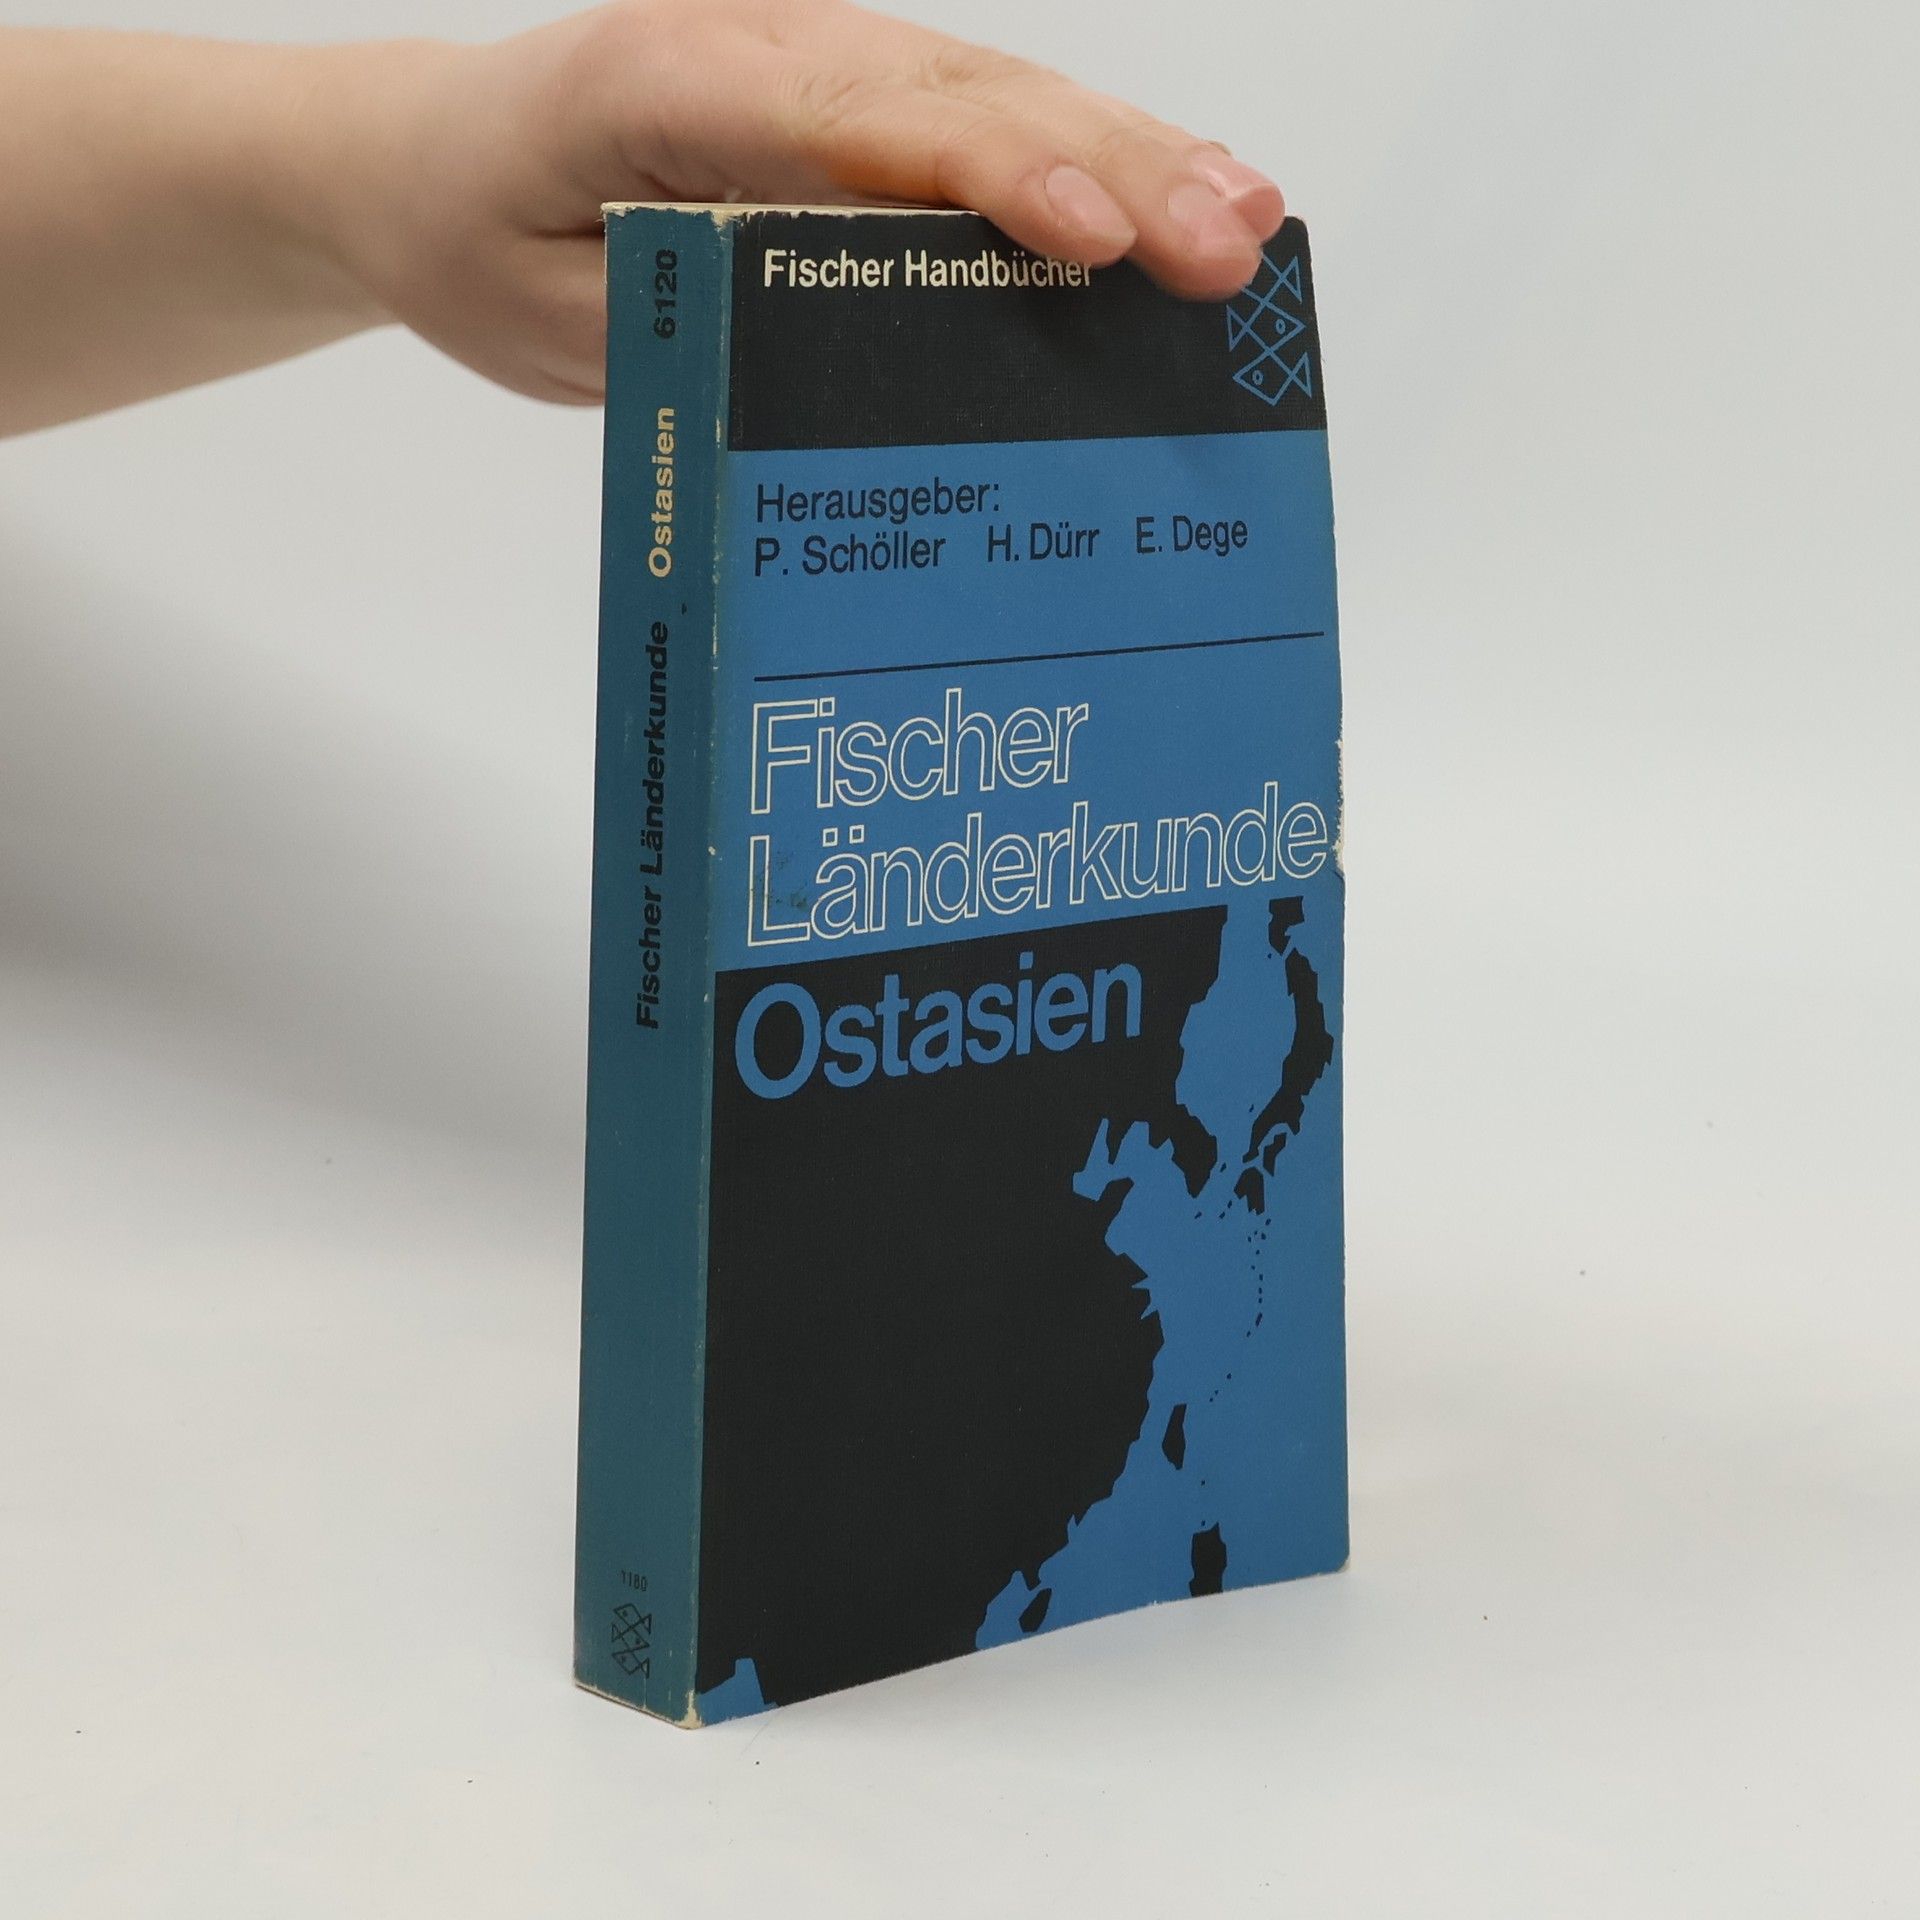 Fischer Handbücher
Herausgeber:
P. Schöller H. Dürr E. Dege
Fischer
Länderkunde
Ostasien
Fischer Länderkunde Ostasien 6120
1180